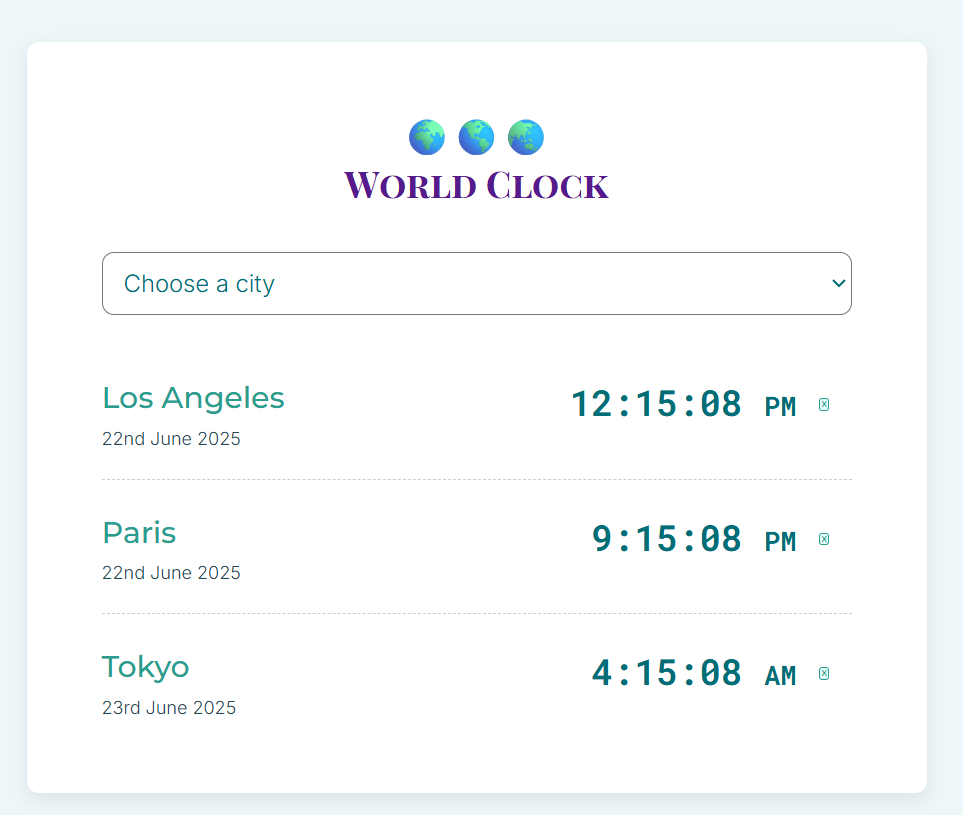 World Clock
Choose a city
Los Angeles
12:15:08 PM
22nd June 2025
Paris
9:15:08 PM
22nd June 2025
Tokyo
4:15:08 AM
23rd June 2025